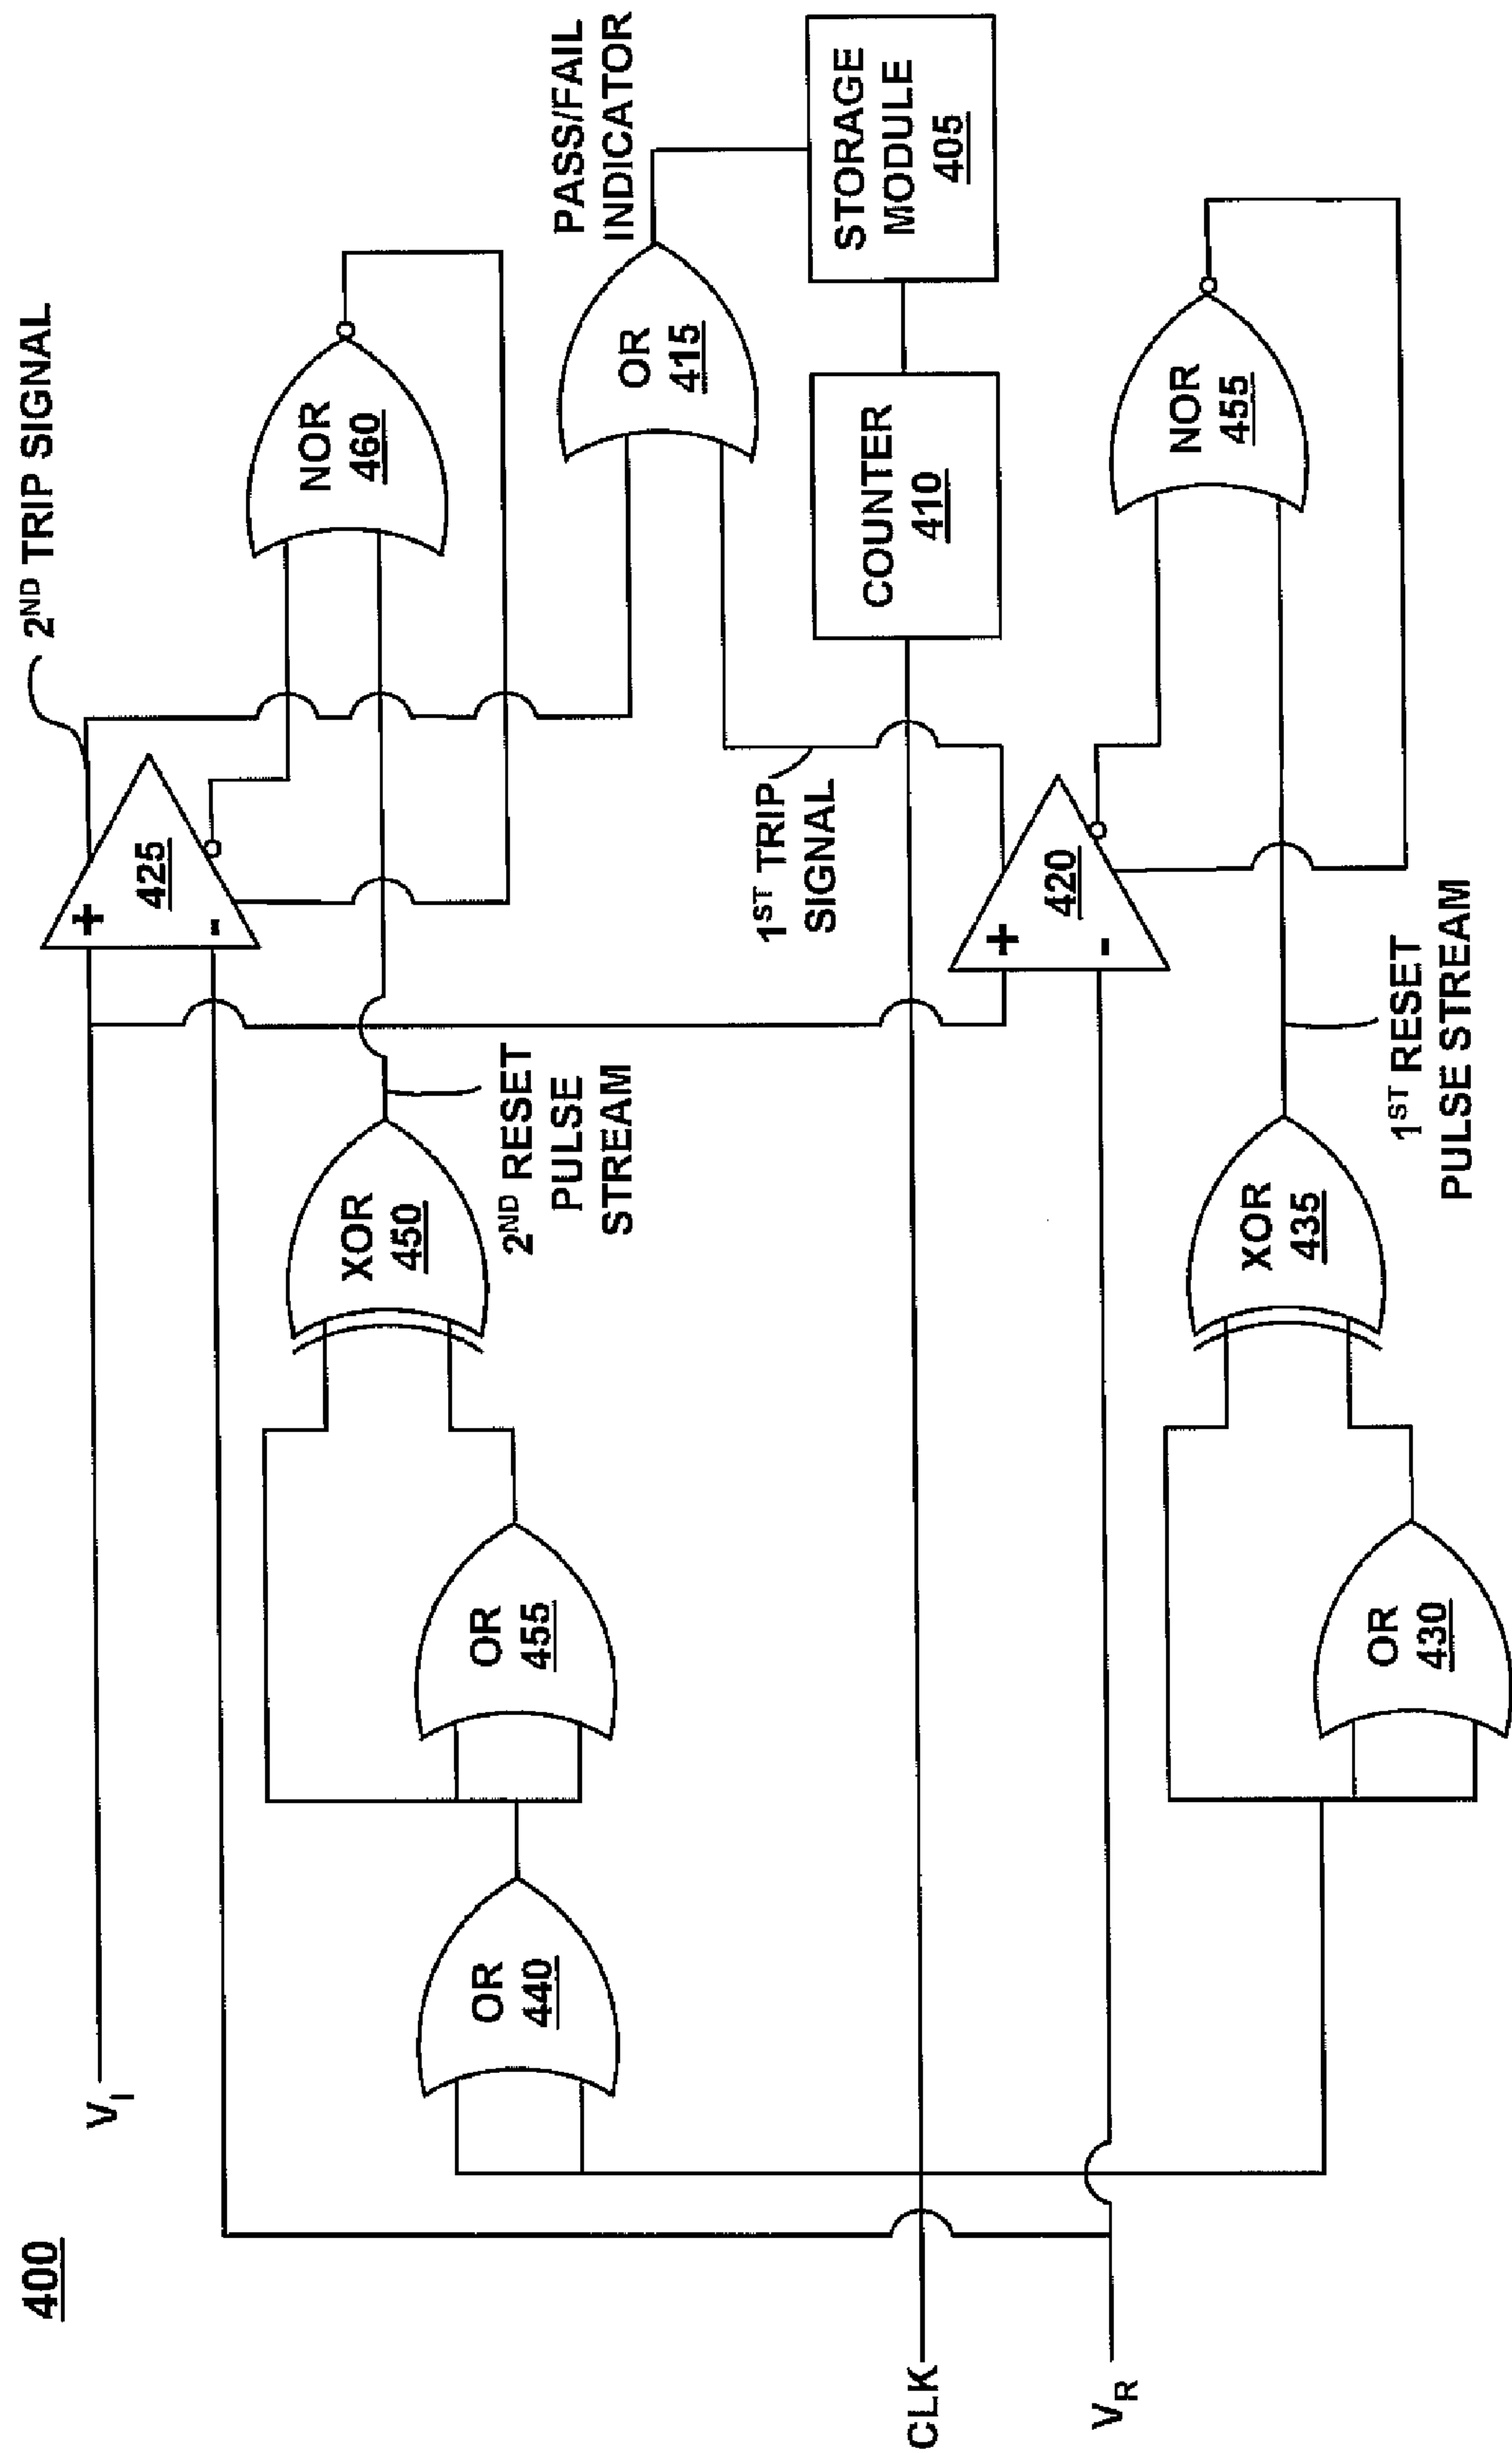 400
V_I
2ND TRIP SIGNAL
+
-
425
NOR
460
OR
440
OR
455
XOR
450
2ND RESET
PULSE
STREAM
PASS/FAIL
INDICATOR
OR
415
1ST TRIP
SIGNAL
COUNTER
410
STORAGE
MODULE
405
CLK
V_R
+
-
420
NOR
455
OR
430
XOR
435
1ST RESET
PULSE STREAM